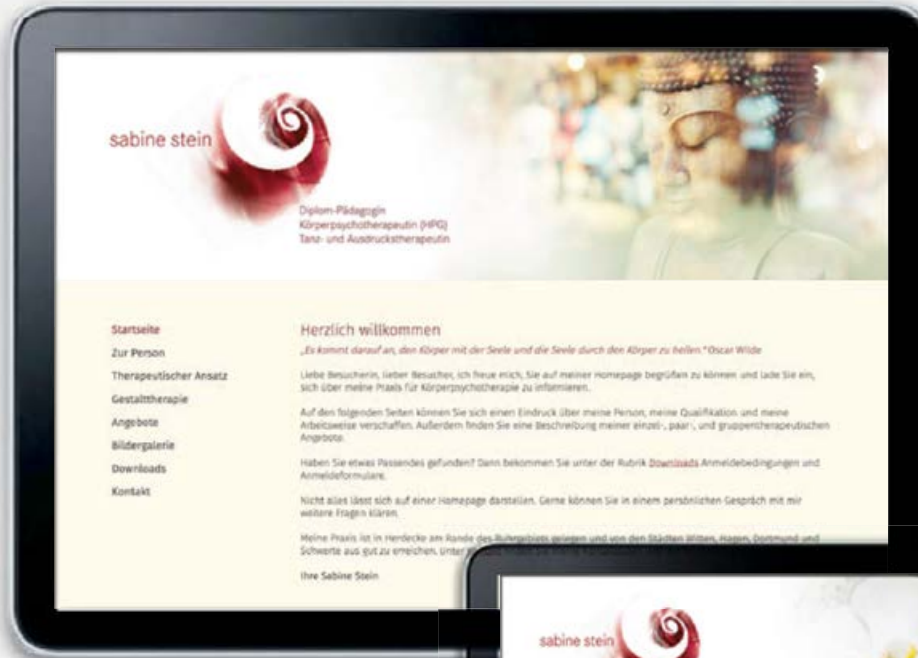 sabine stein
Diplom-Pädagogin
Körperpsychotherapeutin (HPG)
Tanz- und Ausdruckstherapeutin
Startseite
Zur Person
Therapeutischer Ansatz
Gestalttherapie
Angebote
Bildergalerie
Downloads
Kontakt
Herzlich willkommen
„Es kommt darauf an, den Körper mit der Seele und die Seele durch den Körper zu heilen.“ Oscar Wilde
Liebe Besucherin, lieber Besucher, ich freue mich, Sie auf meiner Homepage begrüßen zu können und lade Sie ein,
sich über meine Praxis für Körperpsychotherapie zu informieren.
Auf den folgenden Seiten können Sie sich einen Eindruck über meine Person, meine Qualifikation und meine
Arbeitsweise verschaffen. Außerdem finden Sie eine Beschreibung meiner einzel-, paar-, und gruppentherapeutischen
Angebote.
Haben Sie etwas Passendes gefunden? Dann bekommen Sie unter der Rubrik Downloads Anmeldebedingungen und
Anmeldeformulare.
Nicht alles lässt sich auf einer Homepage darstellen. Gerne können Sie in einem persönlichen Gespräch mit mir
weitere Fragen klären.
Meine Praxis ist in Herdecke am Rande des Ruhrgebiets gelegen und von den Städten Witten, Hagen, Dortmund und
Schwerte aus gut zu erreichen. Unter
Ihre Sabine Stein
sabine stein